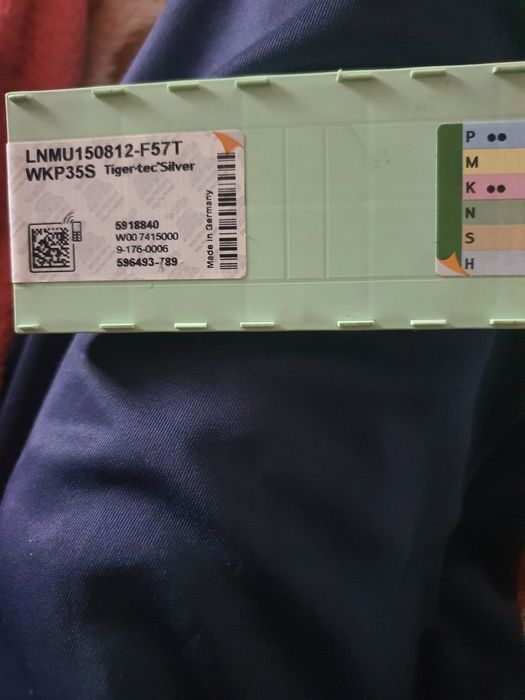 LNMU150812-F57T
WKP35S Tiger·tec®Silver
5918840
W00 7415000
9-176-0006
596493-789
Made in Germany
P ●●
M
K ●●
N
S
H